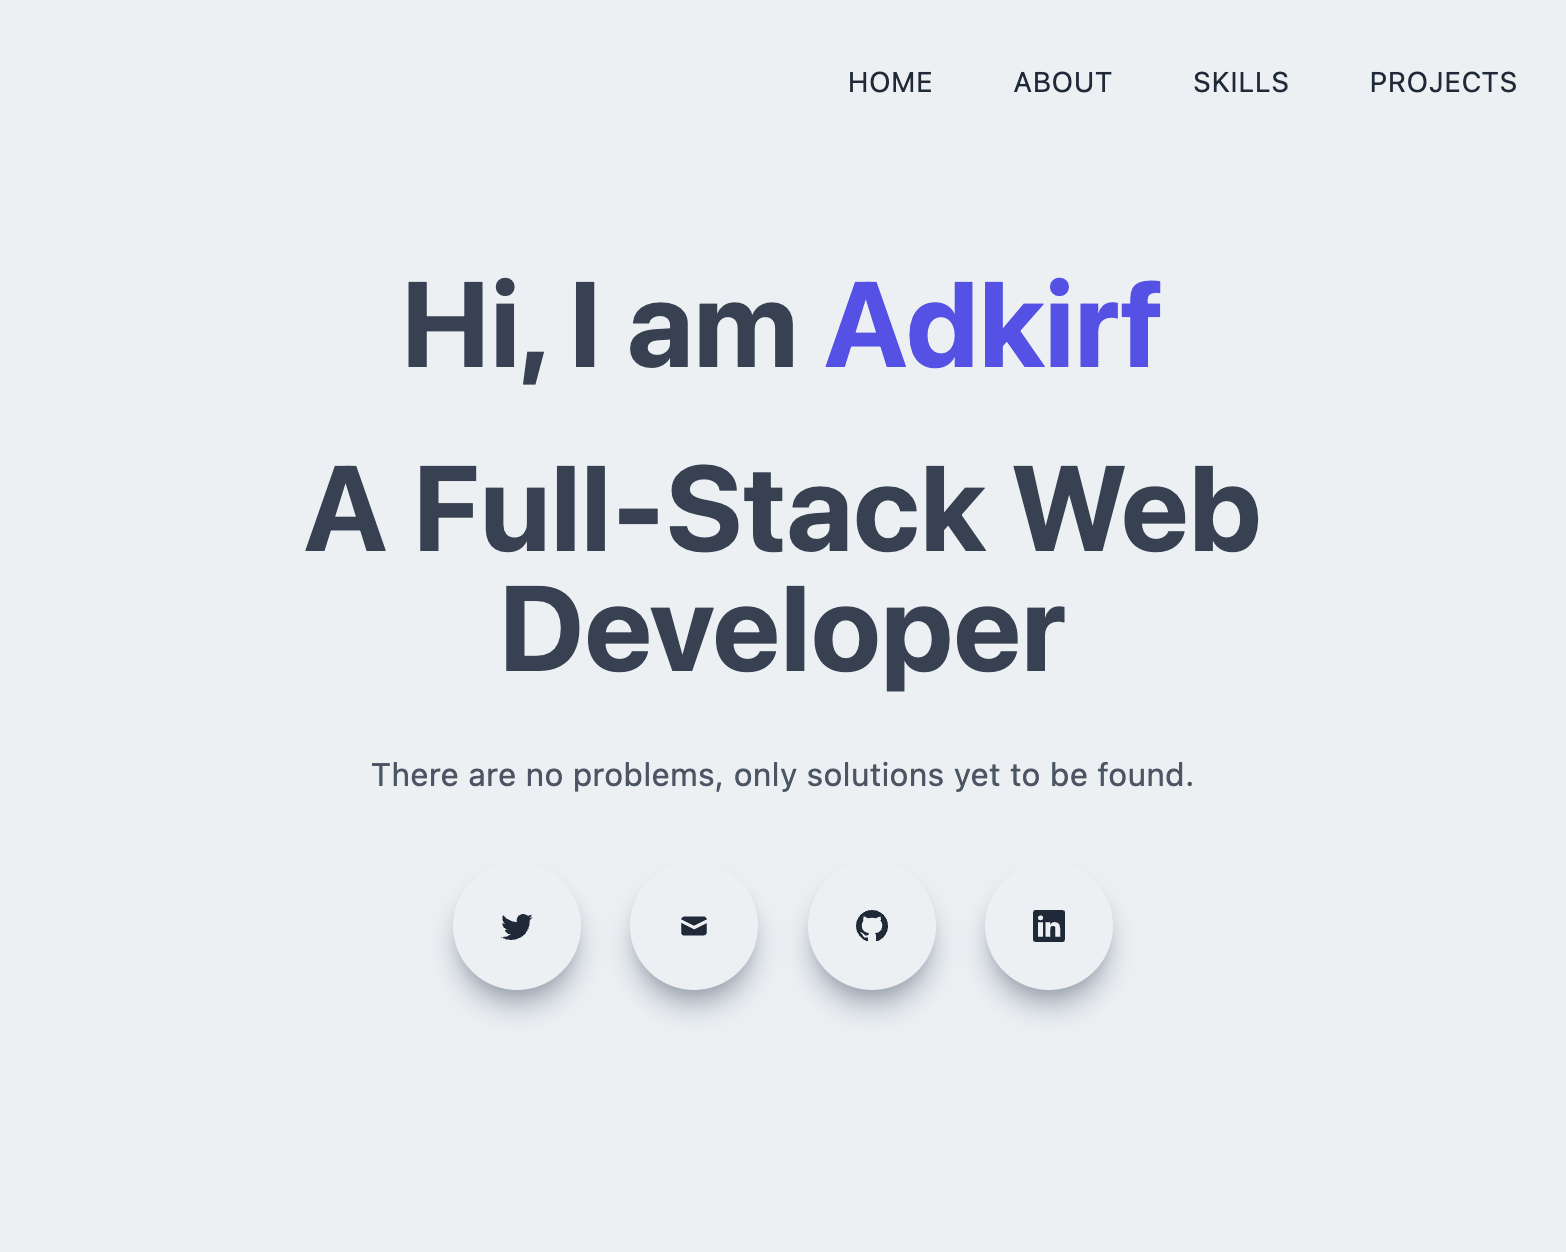 HOME ABOUT SKILLS PROJECTS
Hi, I am Adkirf
A Full-Stack Web
Developer
There are no problems, only solutions yet to be found.
in